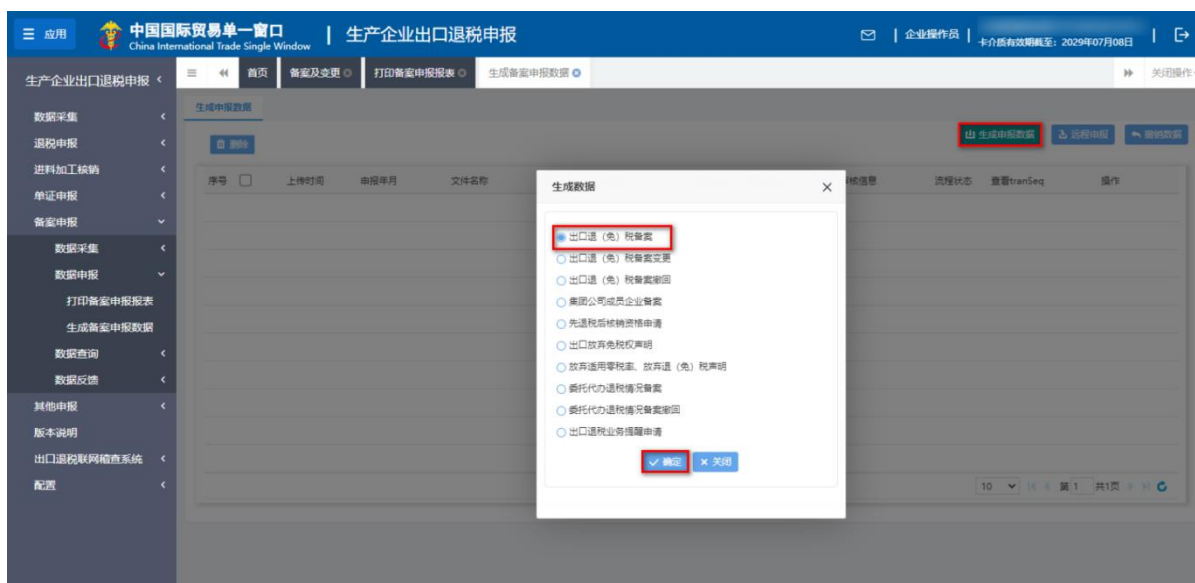 应用
中国国际贸易单一窗口
China International Trade Single Window
生产企业出口退税申报
企业操作员
卡介质有效期截至：2029年07月08日
生产企业出口退税申报
首页
备案及变更
打印备案申报报表
生成备案申报数据
关闭操作
数据采集
退税申报
进料加工核销
单证申报
备案申报
数据采集
数据申报
打印备案申报报表
生成备案申报数据
数据查询
数据反馈
其他申报
版本说明
出口退税联网稽查系统
配置
生成申报数据
删除
生成申报数据
远程申报
撤销数据
序号 上传时间 申报年月 文件名称 审核信息 流程状态 查看tranSeq 操作
生成数据
出口退（免）税备案
出口退（免）税备案变更
出口退（免）税备案撤回
集团公司成员企业备案
先退税后核销资格申请
出口放弃免税权声明
放弃适用零税率、放弃退（免）税声明
委托代办退税情况备案
委托代办退税情况备案撤回
出口退税业务提醒申请
确定 关闭
10 第 1 共1页